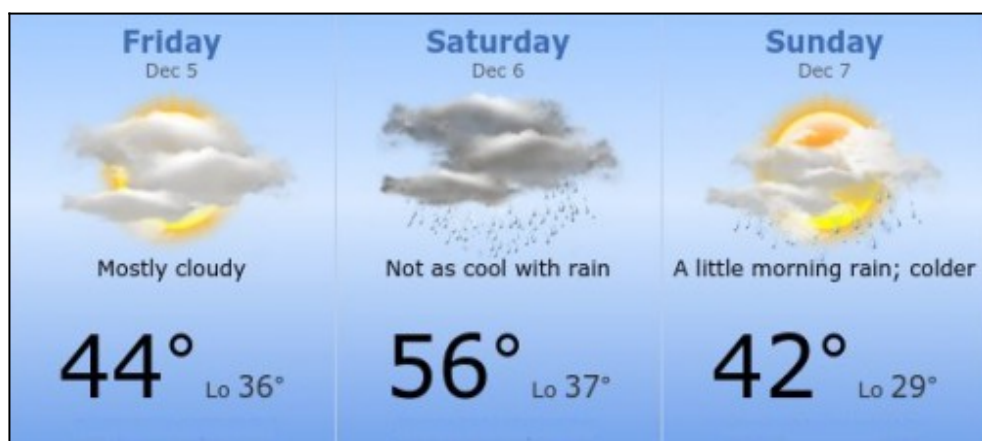 Friday
Dec 5
Mostly cloudy
44° Lo 36°
Saturday
Dec 6
Not as cool with rain
56° Lo 37°
Sunday
Dec 7
A little morning rain; colder
42° Lo 29°